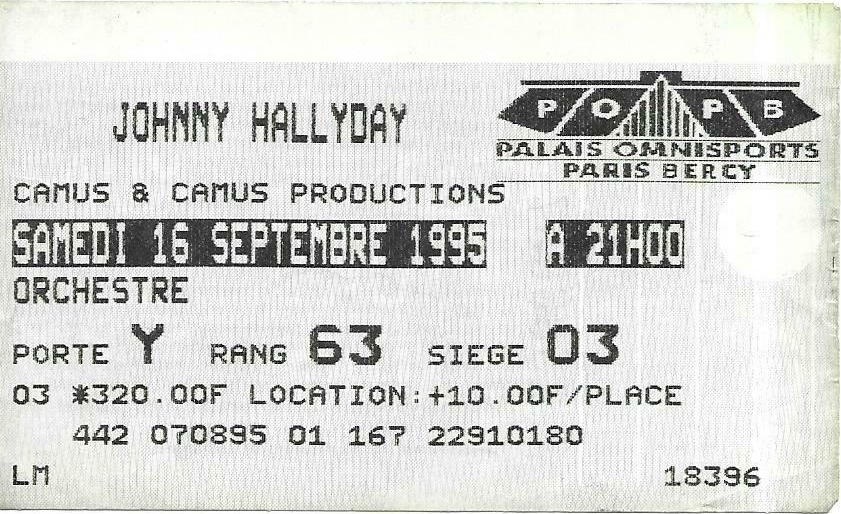 JOHNNY HALLYDAY
P O P B
PALAIS OMNISPORTS
PARIS BERCY
CAMUS & CAMUS PRODUCTIONS
SAMEDI 16 SEPTEMBRE 1995 A 21H00
ORCHESTRE
PORTE Y RANG 63 SIEGE 03
03 *320.00F LOCATION:+10.00F/PLACE
442 070895 01 167 22910180
LM 18396